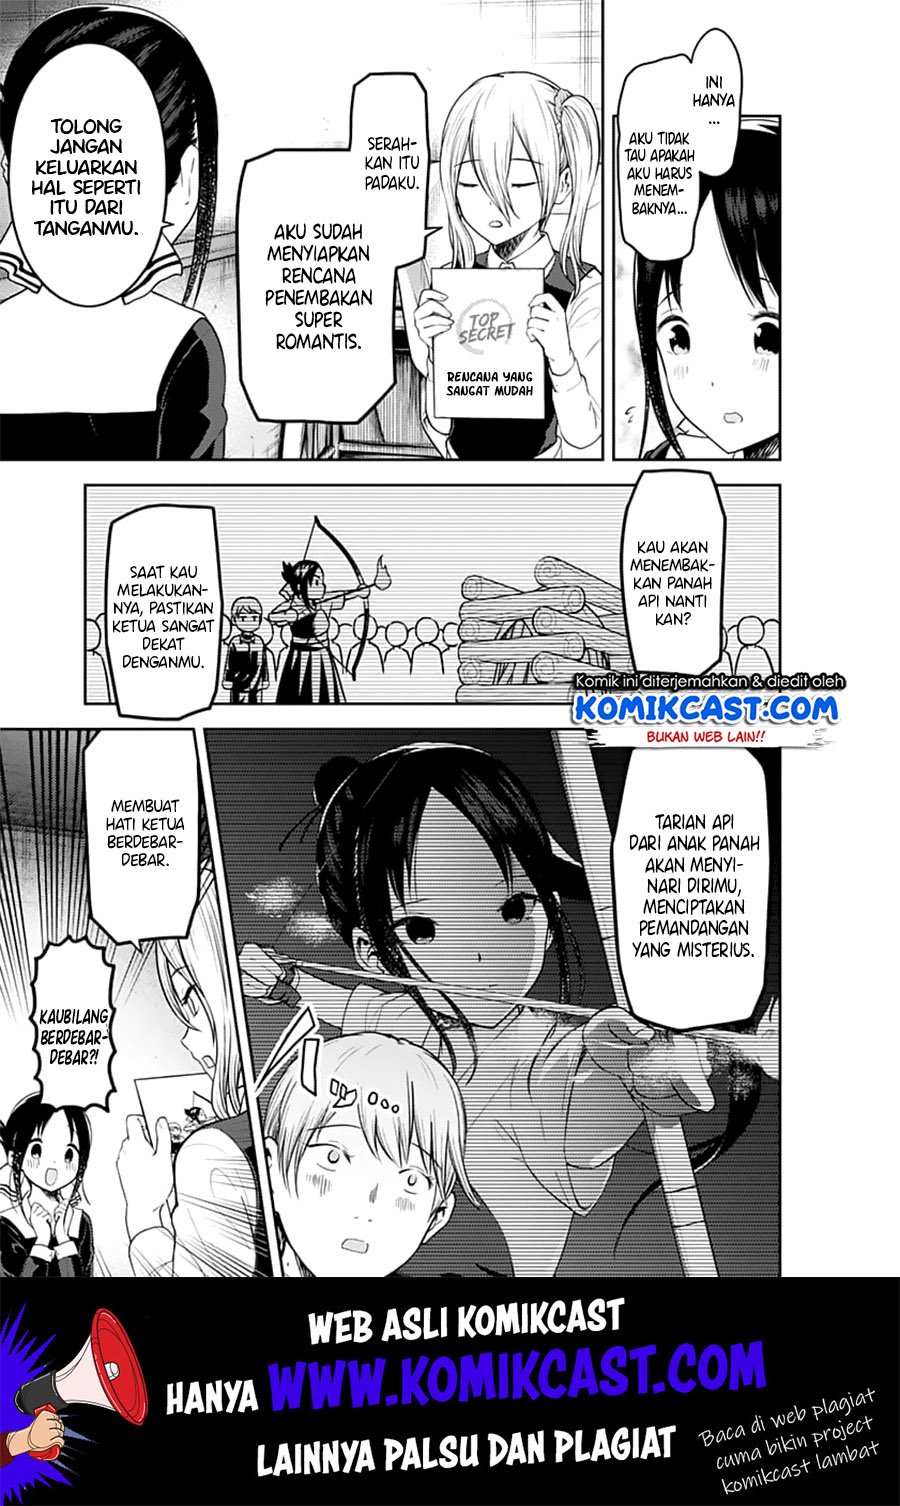 INI
HANYA
...
AKU TIDAK
TAU APAKAH
AKU HARUS
MENEM-
BAKNYA...
SERAH-
KAN ITU
PADAKU.
AKU SUDAH
MENYIAPKAN
RENCANA
PENEMBAKAN
SUPER
ROMANTIS.
TOP
SECRET
RENCANA YANG
SANGAT MUDAH
TOLONG
JANGAN
KELUARKAN
HAL SEPERTI
ITU DARI
TANGANMU.
KAU AKAN
MENEMBAK-
KAN PANAH
API NANTI
KAN?
SAAT KAU
MELAKUKAN-
NYA, PASTIKAN
KETUA SANGAT
DEKAT
DENGANMU.
Komik ini diterjemahkan & diedit oleh
KOMIKCAST.COM
BUKAN WEB LAIN!!
TARIAN API
DARI ANAK PANAH
AKAN MENYI-
NARI DIRIMU,
MENCIPTAKAN
PEMANDANGAN
YANG MISTERIUS.
MEMBUAT
HATI KETUA
BERDEBAR-
DEBAR.
KAUBILANG
BERDEBAR-
DEBAR?!
WEB ASLI KOMIKCAST
HANYA WWW.KOMIKCAST.COM
LAINNYA PALSU DAN PLAGIAT
Baca di web plagiat
cuma bikin project
komikcast lambat